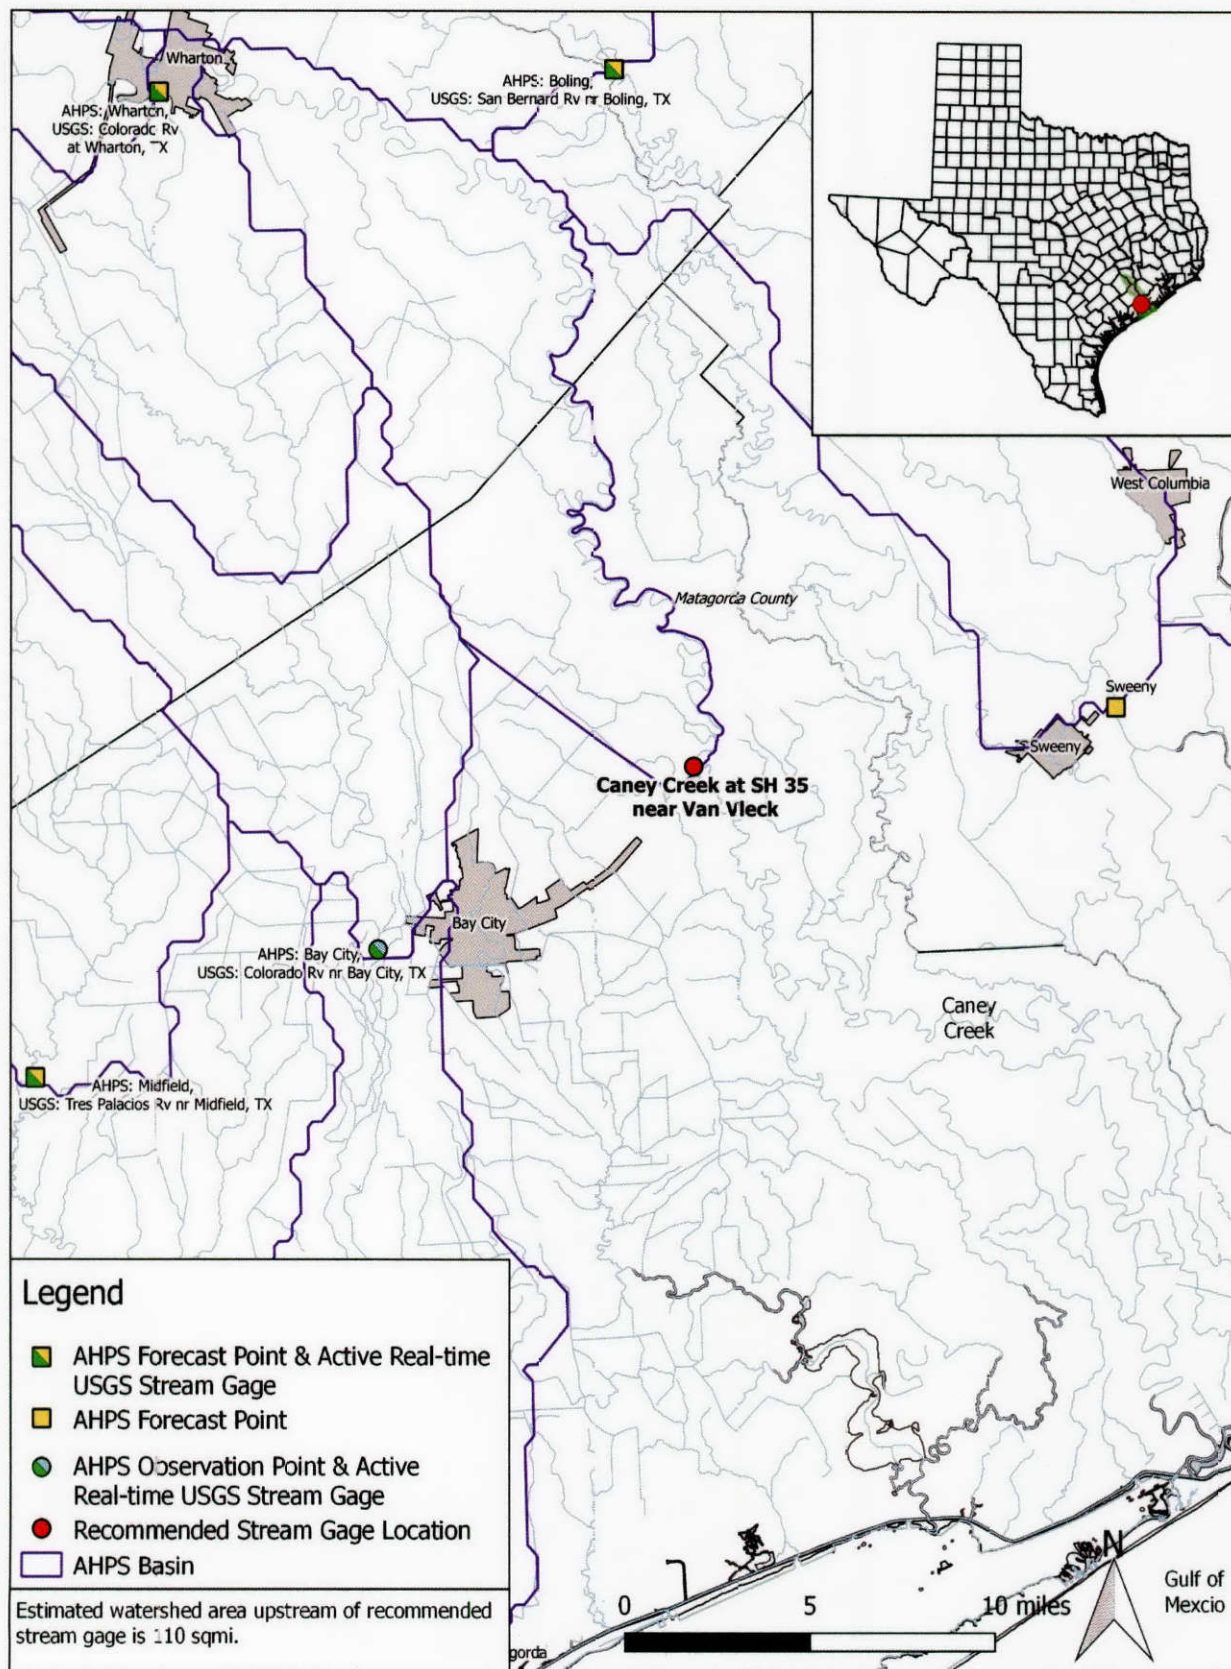 Wharton
AHPS: Wharton,
USGS: Colorado Rv
at Wharton, TX
AHPS: Boling,
USGS: San Bernard Rv nr Boling, TX
West Columbia
Matagorda County
Sweeny
Sweeny
Caney Creek at SH 35
near Van Vleck
Bay City
AHPS: Bay City,
USGS: Colorado Rv nr Bay City, TX
Caney
Creek
AHPS: Midfield,
USGS: Tres Palacios Rv nr Midfield, TX
Legend
AHPS Forecast Point & Active Real-time
USGS Stream Gage
AHPS Forecast Point
AHPS Observation Point & Active
Real-time USGS Stream Gage
Recommended Stream Gage Location
AHPS Basin
Estimated watershed area upstream of recommended
stream gage is 110 sqmi.
gorda
0 5 10 miles
N
Gulf of
Mexcio